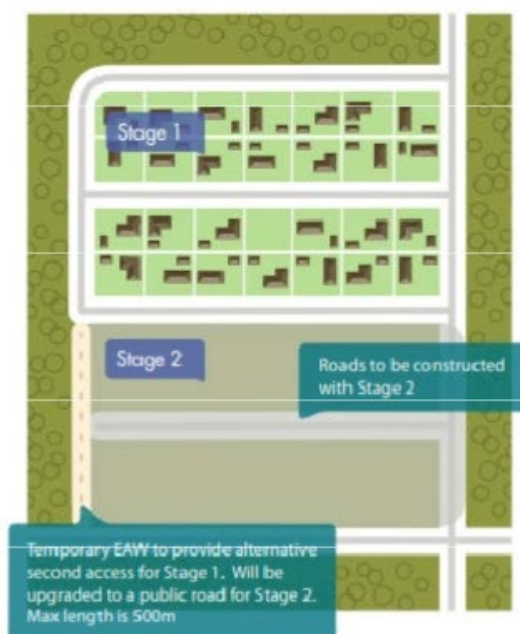 Stage 1
Stage 2
Roads to be constructed
with Stage 2
Temporary EAW to provide alternative
second access for Stage 1. Will be
upgraded to a public road for Stage 2.
Max length is 500m